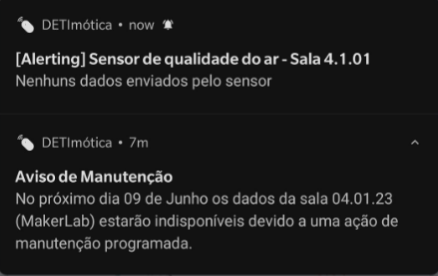 DETImótica • now
[Alerting] Sensor de qualidade do ar - Sala 4.1.01
Nenhuns dados enviados pelo sensor
DETImótica • 7m
Aviso de Manutenção
No próximo dia 09 de Junho os dados da sala 04.01.23
(MakerLab) estarão indisponíveis devido a uma ação de
manutenção programada.